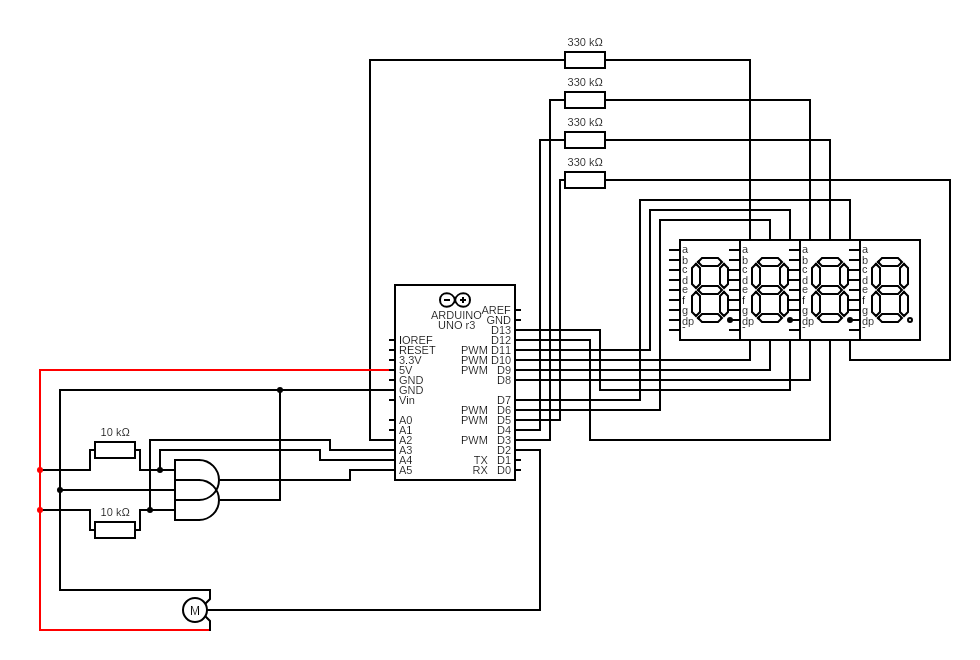 330 kΩ
330 kΩ
330 kΩ
330 kΩ
a a a a
b b b b
c c c c
d d d d
e e e e
f f f f
g g g g
dp dp dp dp
- - -
ARDUINO
UNO r3
AREF
GND
D13
IOREF D12
RESET PWM D11
3.3V PWM D10
5V PWM D9
GND D8
GND
Vin D7
PWM D6
A0 PWM D5
A1 D4
A2 PWM D3
A3 D2
A4 TX D1
A5 RX D0
10 kΩ
10 kΩ
M